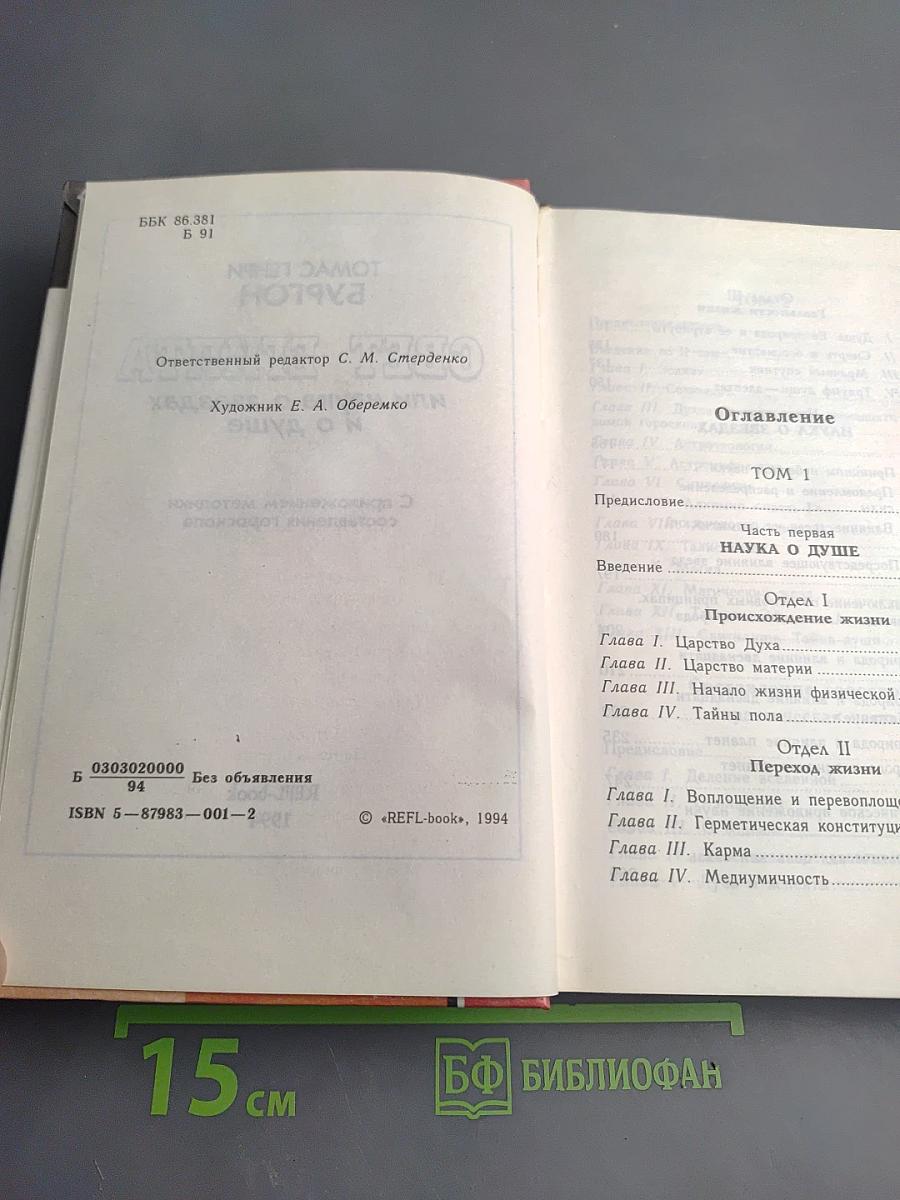 ББК 86.381
Б 91
Ответственный редактор С. М. Стерденко
Художник Е. А. Оберемко
Б 0303020000 Без объявления
94
ISBN 5—87983—001—2
© «REFL-book», 1994
Оглавление
ТОМ 1
Предисловие
Часть первая
НАУКА О ДУШЕ
Введение
Отдел I
Происхождение жизни
Глава I. Царство Духа
Глава II. Царство материи
Глава III. Начало жизни физической
Глава IV. Тайны пола
Отдел II
Переход жизни
Глава I. Воплощение и перевоплоще
Глава II. Герметическая конституци
Глава III. Карма
Глава IV. Медиумичность
15 см
БФ БИБЛИОФАН